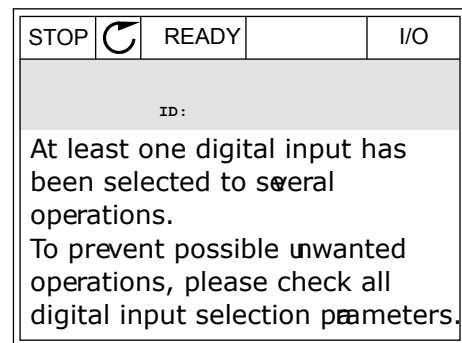 STOP READY I/O
ID:
At least one digital input has
been selected to several
operations.
To prevent possible unwanted
operations, please check all
digital input selection parameters.